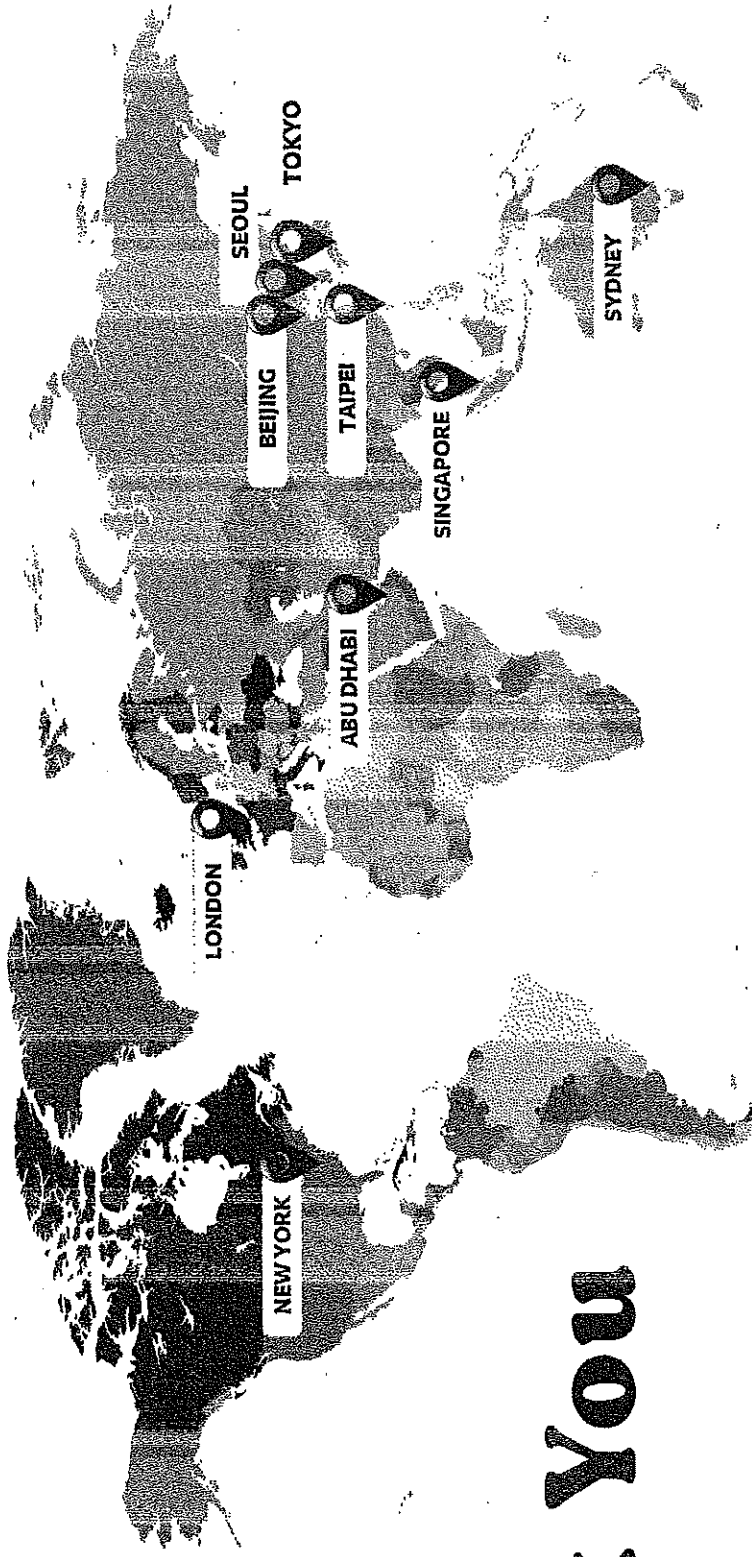 LONDON
SEOUL
TOKYO
BEIJING
NEW YORK
ABU DHABI
TAIPEI
SINGAPORE
SYDNEY
You